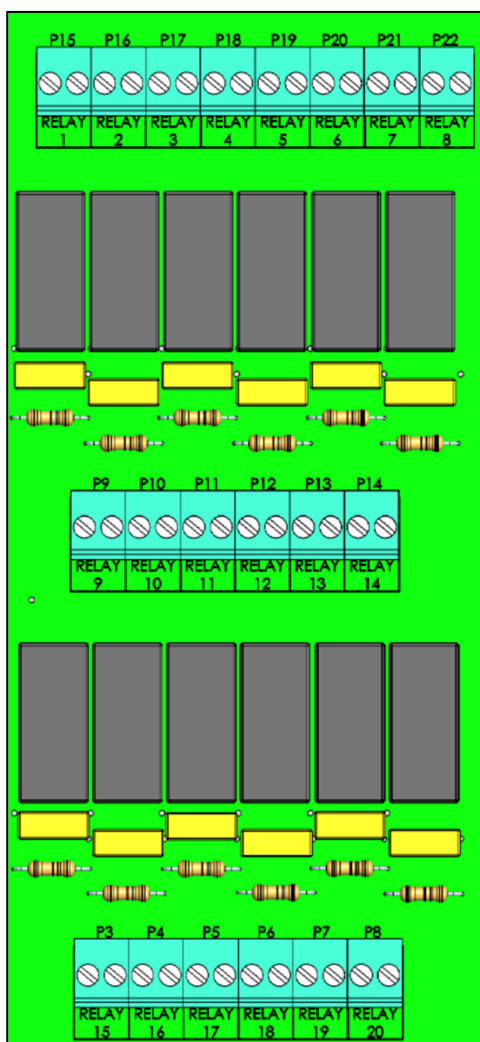 P15 P16 P17 P18 P19 P20 P21 P22
RELAY RELAY RELAY RELAY RELAY RELAY RELAY RELAY
1 2 3 4 5 6 7 8
P9 P10 P11 P12 P13 P14
RELAY RELAY RELAY RELAY RELAY RELAY
9 10 11 12 13 14
P3 P4 P5 P6 P7 P8
RELAY RELAY RELAY RELAY RELAY RELAY
15 16 17 18 19 20